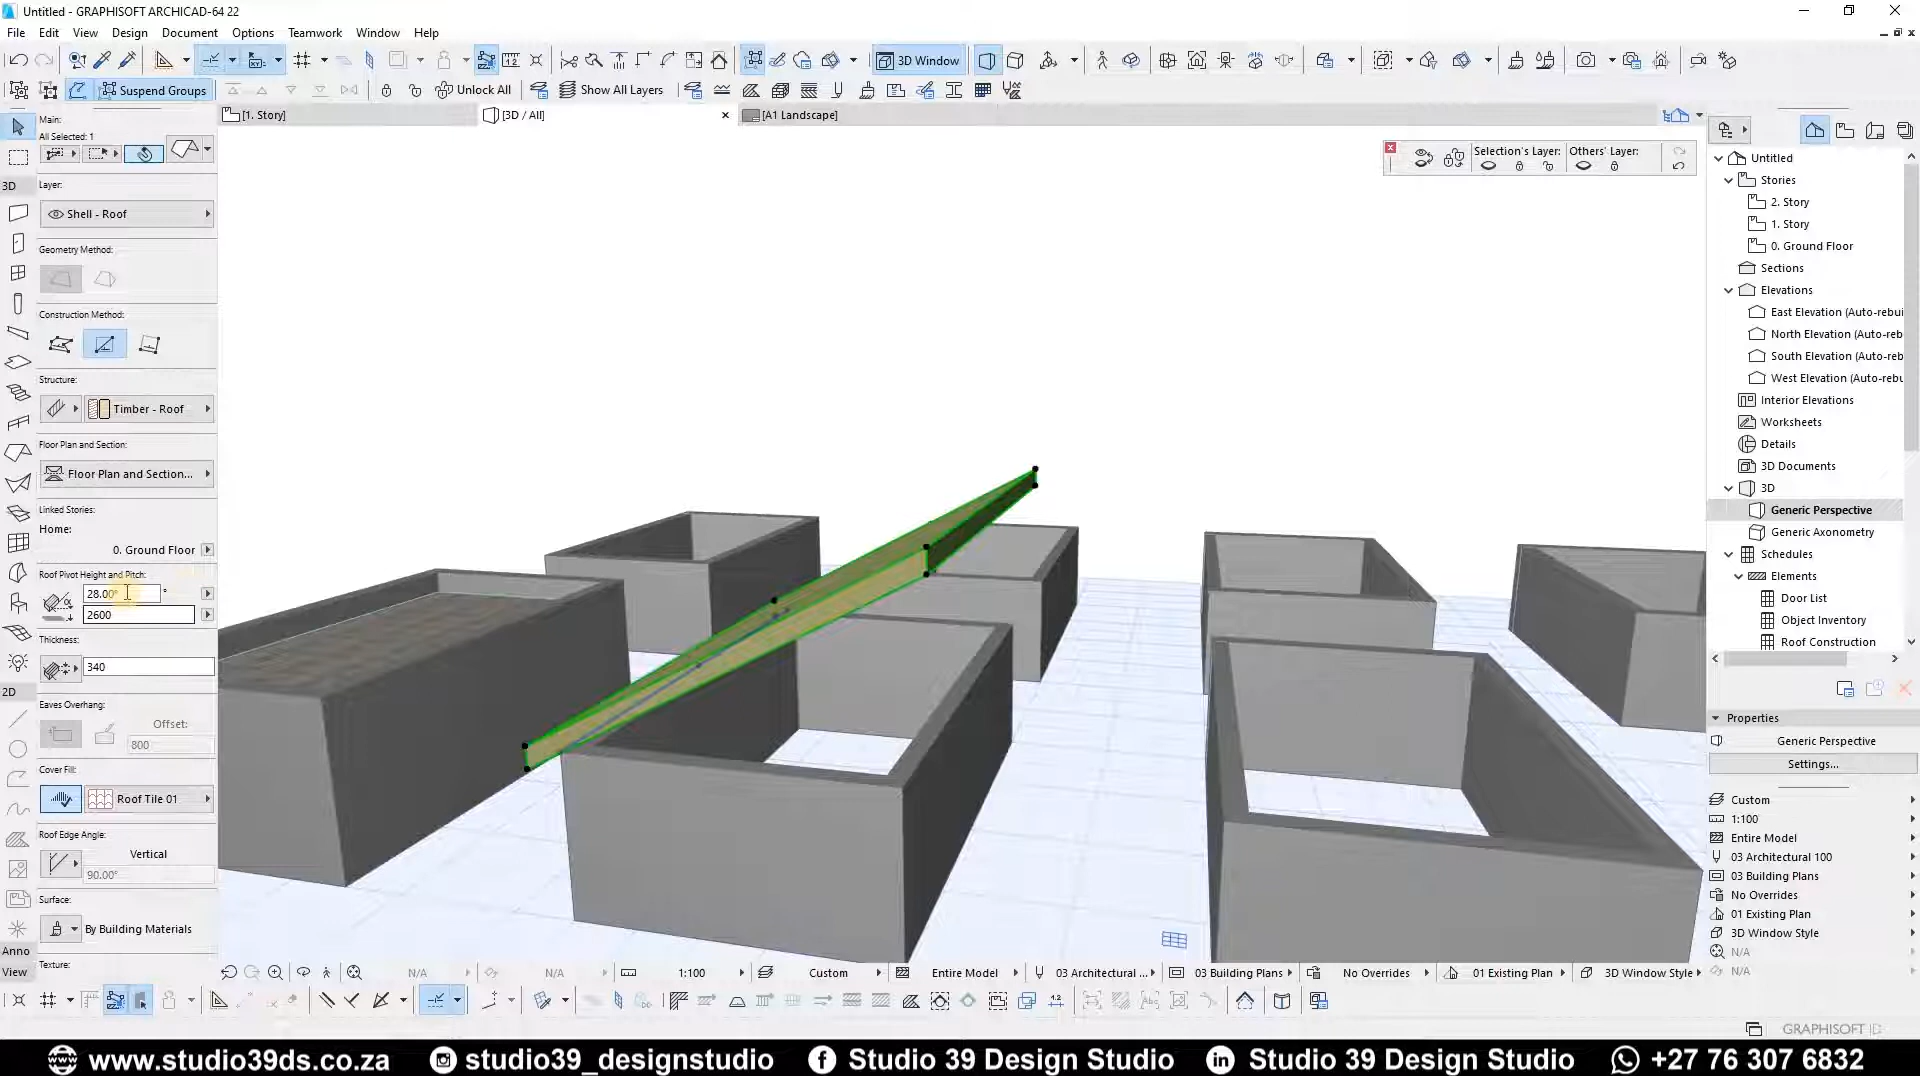 Untitled - GRAPHISOFT ARCHICAD-64 22
File Edit View Design Document Options Teamwork Window Help
3D Window
Suspend Groups
Unlock All
Show All Layers
[1. Story]
[3D / All]
[A1 Landscape]
Main:
All Selected: 1
3D
Layer:
Shell - Roof
Geometry Method:
Construction Method:
Structure:
Timber - Roof
Floor Plan and Section:
Floor Plan and Section...
Linked Stories:
Home:
0. Ground Floor
Roof Pivot Height and Pitch:
28.00°
°
2600
Thickness:
340
2D
Eaves Overhang:
Offset:
800
Cover Fill:
Roof Tile 01
Roof Edge Angle:
Vertical
90.00°
Surface:
By Building Materials
Anno
Texture:
View
Selection's Layer:
Others' Layer:
Untitled
Stories
2. Story
1. Story
0. Ground Floor
Sections
Elevations
East Elevation (Auto-rebui
North Elevation (Auto-reb
South Elevation (Auto-reb
West Elevation (Auto-rebu
Interior Elevations
Worksheets
Details
3D Documents
3D
Generic Perspective
Generic Axonometry
Schedules
Elements
Door List
Object Inventory
Roof Construction
Properties
Generic Perspective
Settings...
Custom
1:100
Entire Model
03 Architectural 100
03 Building Plans
No Overrides
01 Existing Plan
3D Window Style
N/A
N/A
N/A N/A 1:100 Custom Entire Model 03 Architectural ... 03 Building Plans No Overrides 01 Existing Plan 3D Window Style
1.2
GRAPHISOFT ID
www.studio39ds.co.za studio39_designstudio Studio 39 Design Studio Studio 39 Design Studio +27 76 307 6832